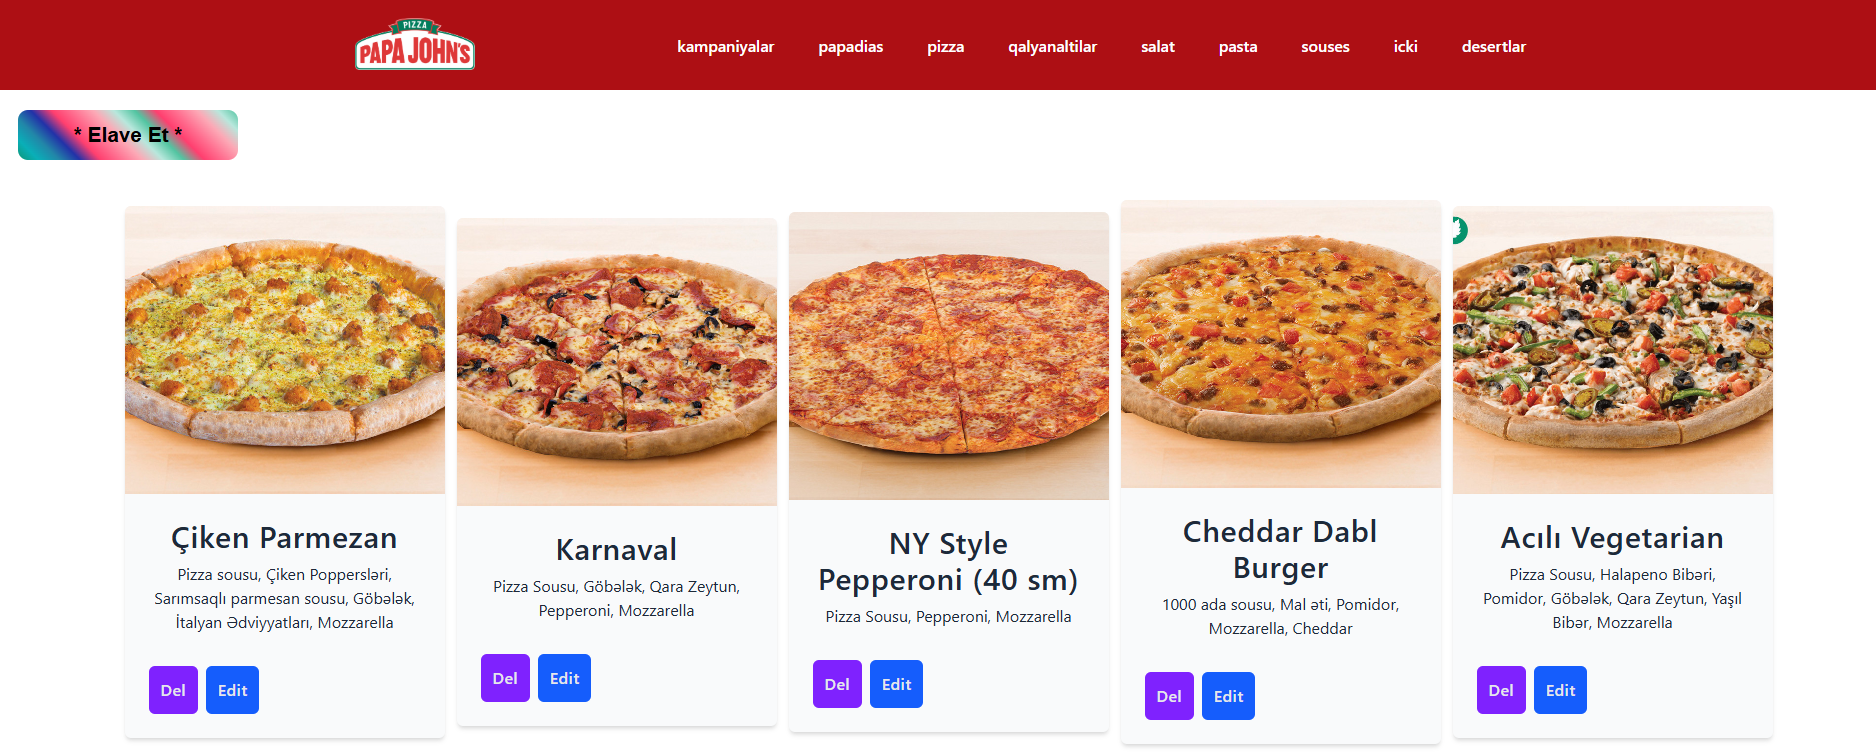 PIZZA
PAPA JOHN'S
kampaniyalar papadias pizza qalyanaltilar salat pasta souses icki desertlar
* Elave Et *
Çiken Parmezan
Pizza sousu, Çiken Poppersləri,
Sarımsaqlı parmesan sousu, Göbələk,
İtalyan Ədviyyatları, Mozzarella
Del Edit
Karnaval
Pizza Sousu, Göbələk, Qara Zeytun,
Pepperoni, Mozzarella
Del Edit
NY Style
Pepperoni (40 sm)
Pizza Sousu, Pepperoni, Mozzarella
Del Edit
Cheddar Dabl
Burger
1000 ada sousu, Mal əti, Pomidor,
Mozzarella, Cheddar
Del Edit
Acılı Vegetarian
Pizza Sousu, Halapeno Bibəri,
Pomidor, Göbələk, Qara Zeytun, Yaşıl
Bibər, Mozzarella
Del Edit